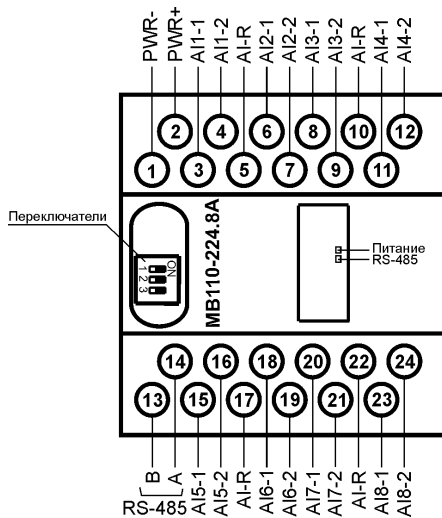 PWR-
PWR+
AI1-1
AI1-2
AI-R
AI2-1
AI2-2
AI3-1
AI3-2
AI-R
AI4-1
AI4-2
2 4 6 8 10 12
1 3 5 7 9 11
Переключатели
ON
1 2 3
МВ110-224.8А
Питание
RS-485
14 16 18 20 22 24
13 15 17 19 21 23
B
A
RS-485
AI5-1
AI5-2
AI-R
AI6-1
AI6-2
AI7-1
AI7-2
AI-R
AI8-1
AI8-2